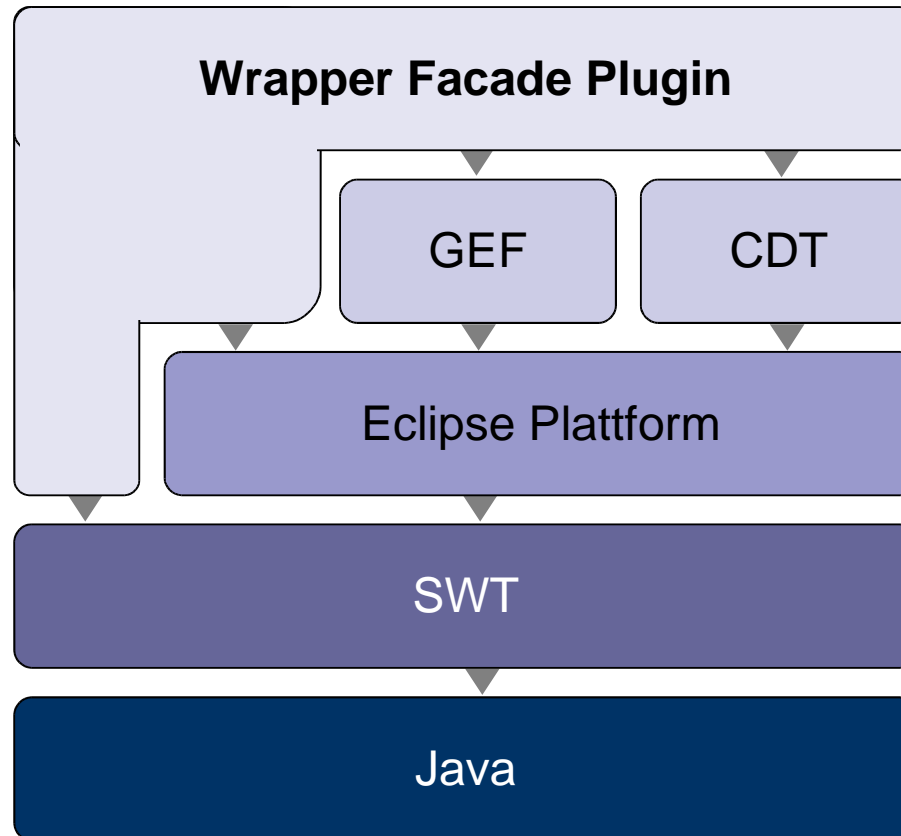 Wrapper Facade Plugin
GEF
CDT
Eclipse Plattform
SWT
Java